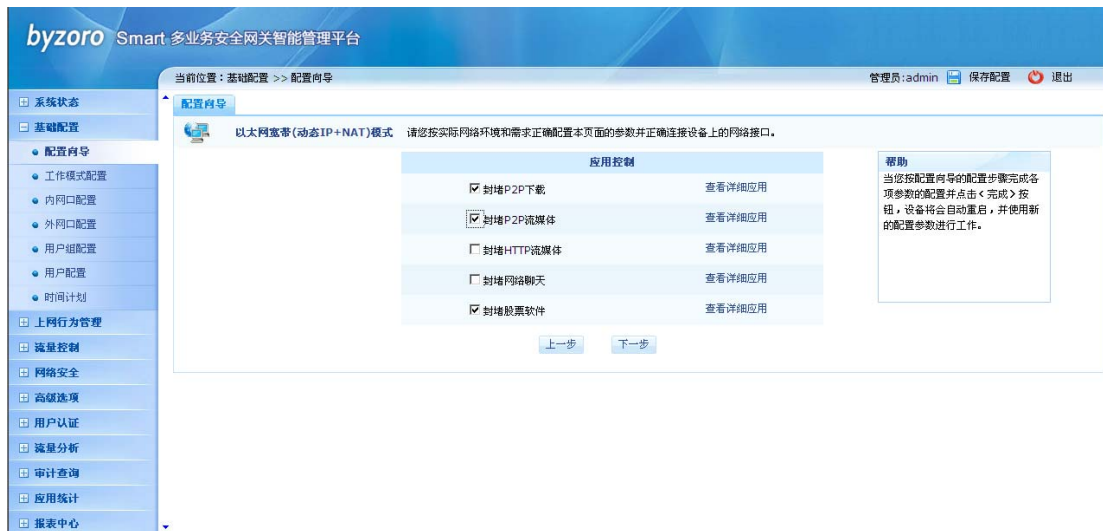 byzoro Smart 多业务安全网关智能管理平台
当前位置：基础配置 >> 配置向导
管理员:admin 保存配置 退出
系统状态
基础配置
配置向导
工作模式配置
内网口配置
外网口配置
用户组配置
用户配置
时间计划
上网行为管理
流量控制
网络安全
高级选项
用户认证
流量分析
审计查询
应用统计
报表中心
配置向导
以太网宽带(动态IP+NAT)模式 请您按实际网络环境和需求正确配置本页面的参数并正确连接设备上的网络接口。
应用控制
封堵P2P下载 查看详细应用
封堵P2P流媒体 查看详细应用
封堵HTTP流媒体 查看详细应用
封堵网络聊天 查看详细应用
封堵股票软件 查看详细应用
上一步 下一步
帮助
当您按配置向导的配置步骤完成各
项参数的配置并点击<完成>按
钮，设备将会自动重启，并使用新
的配置参数进行工作。